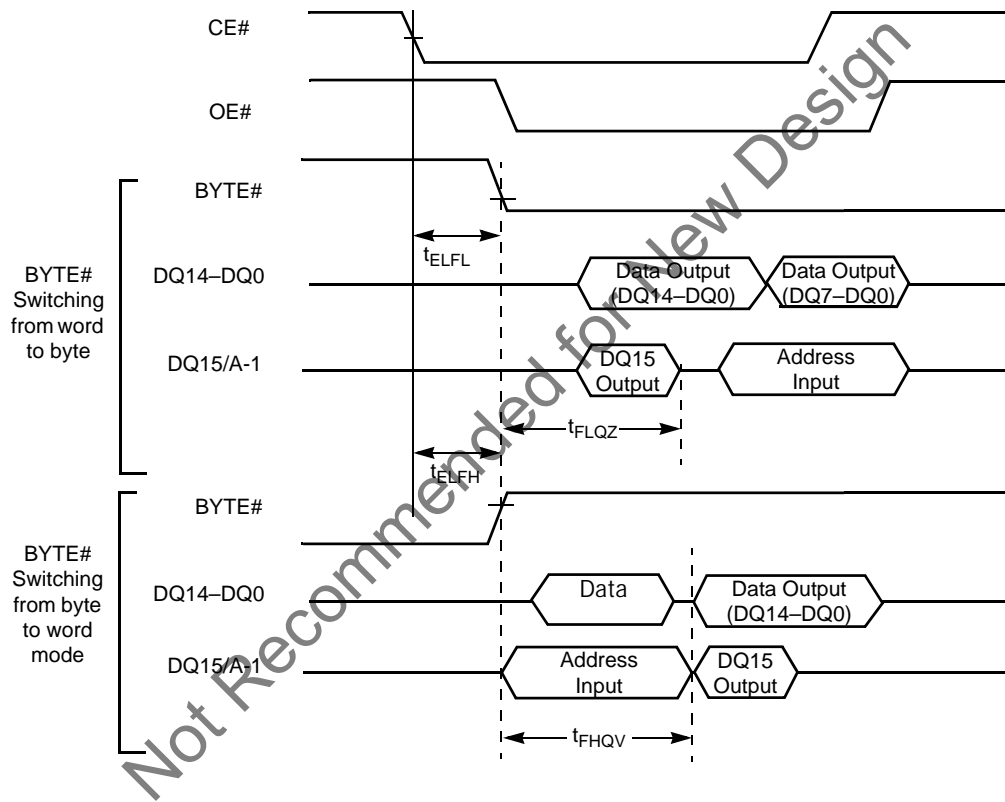 CE#
OE#
BYTE#
tELFL
BYTE#
Switching
from word
to byte
DQ14–DQ0
Data Output
(DQ14–DQ0)
Data Output
(DQ7–DQ0)
DQ15/A-1
DQ15
Output
Address
Input
tFLQZ
tELFH
BYTE#
BYTE#
Switching
from byte
to word
mode
DQ14–DQ0
Data
Data Output
(DQ14–DQ0)
DQ15/A-1
Address
Input
DQ15
Output
tFHQV
Not Recommended for New Design